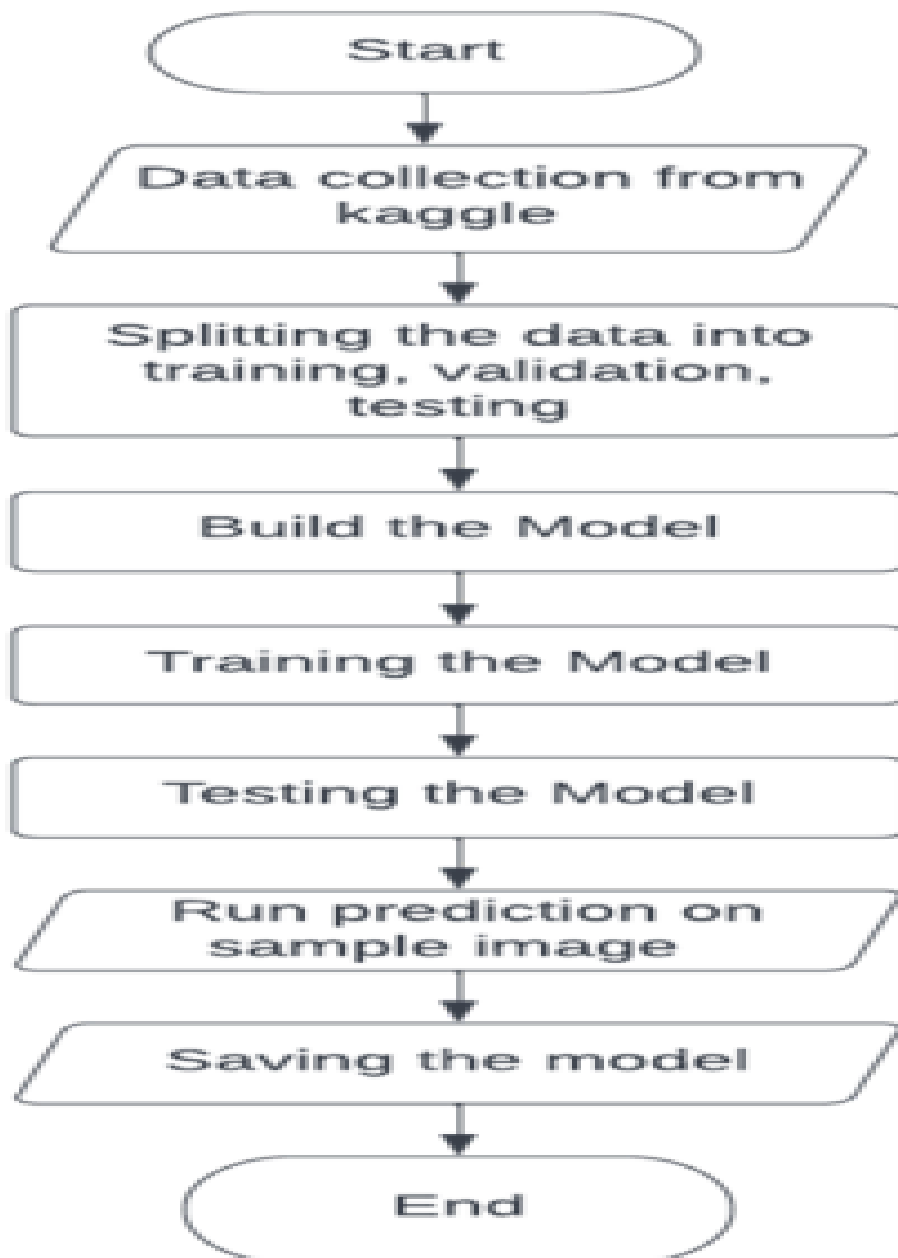 Start
Data collection from
kaggle
Splitting the data into
training, validation,
testing
Build the Model
Training the Model
Testing the Model
Run prediction on
sample image
Saving the model
End